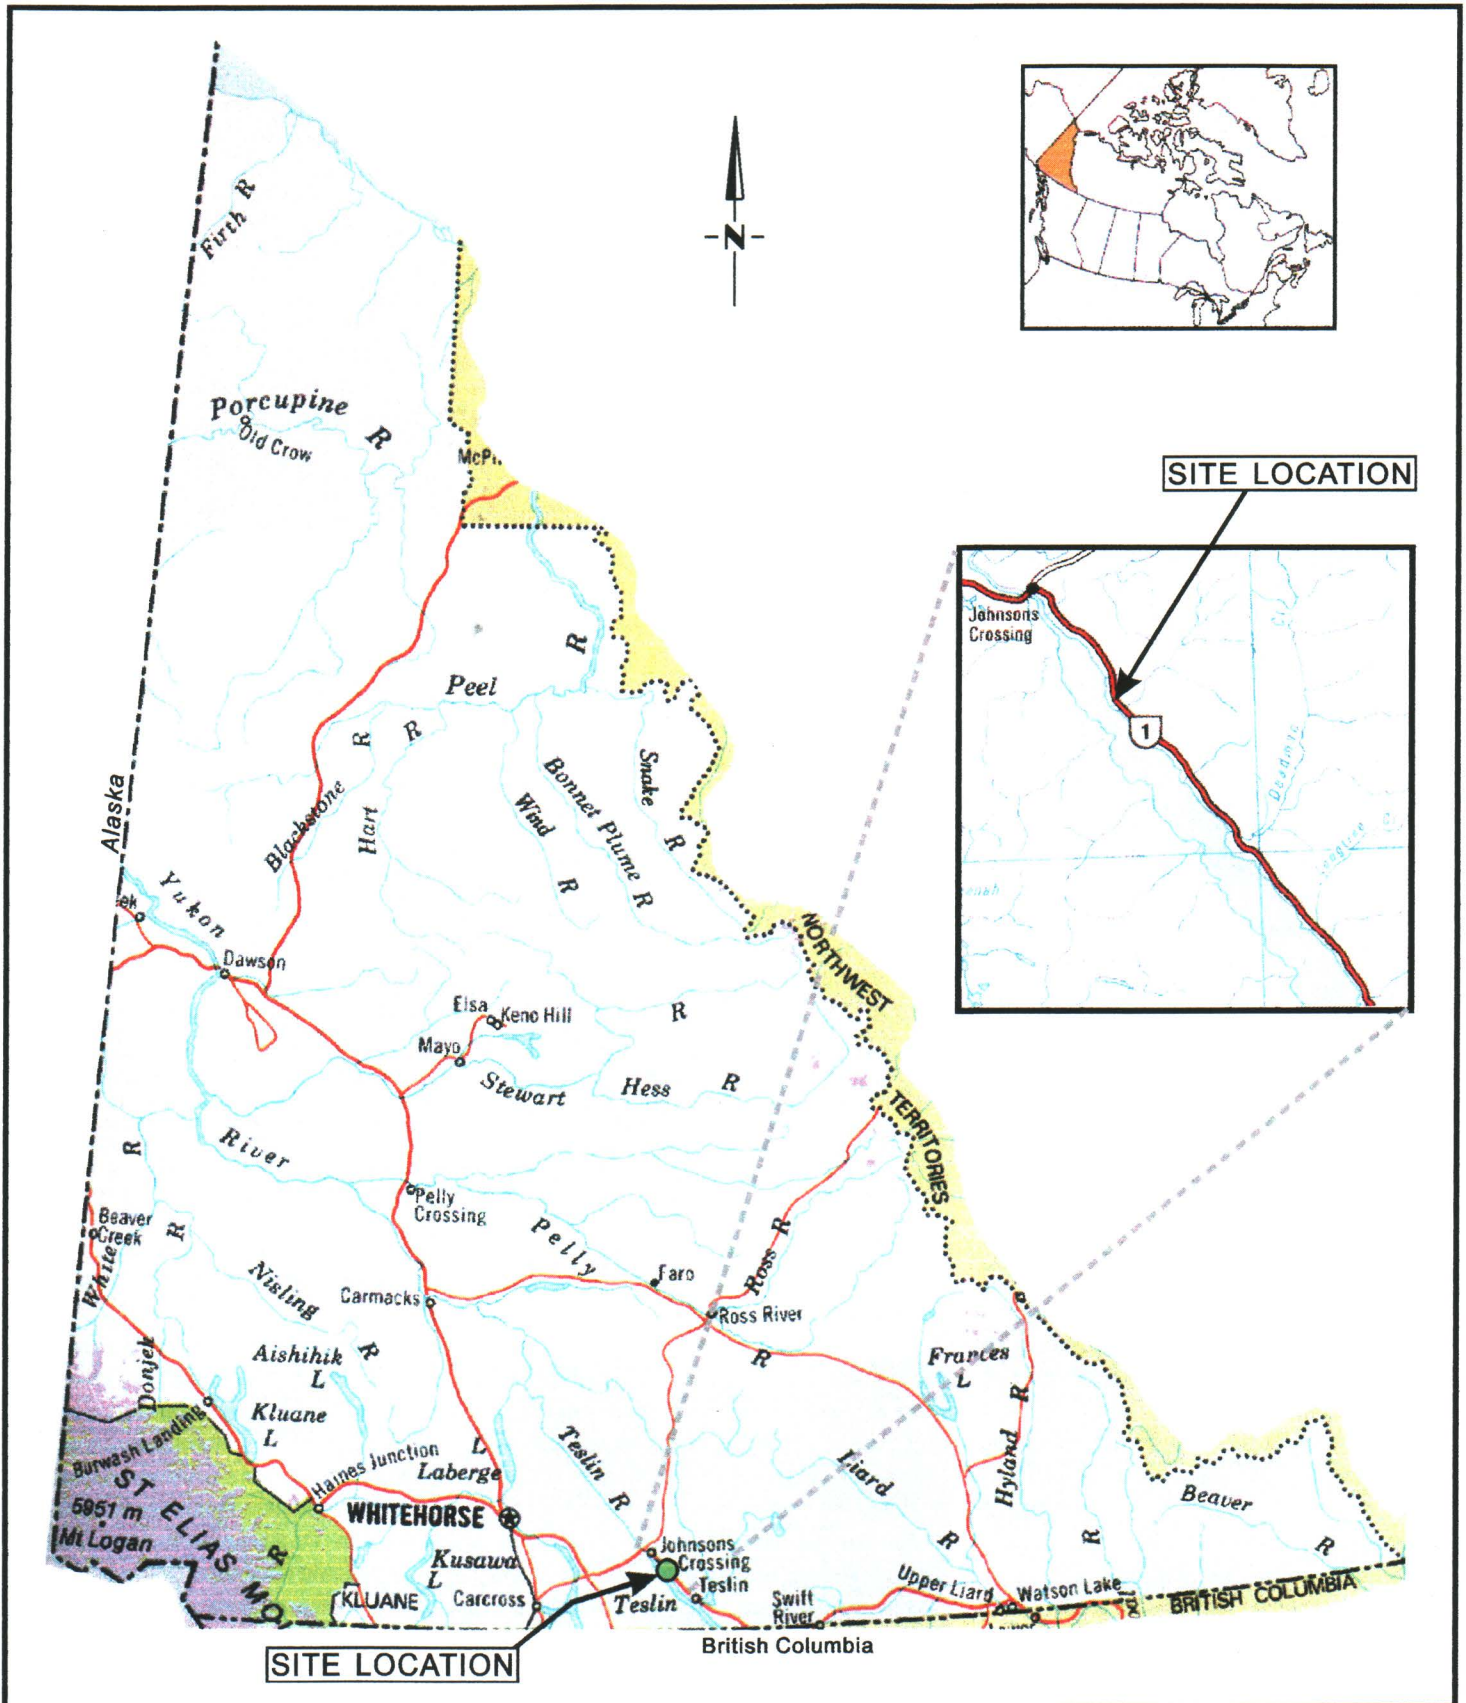 Firth R
N
Porcupine
R
Old Crow
SITE LOCATION
Johnsons
Crossing
1
R
Peel
R
R
Snake
R
Bonnet Plume R
Wind
R
Alaska
Blackstone
Hart
Yukon
ek
Dawson
NORTHWEST
Elsa
Keno Hill
R
Mayo
Stewart
Hess
R
TERRITORIES
River
R
Pelly
Crossing
Beaver
Creek
R
White
Pelly
Ross R
Nisling
R
Faro
Carmacks
Ross River
R
Aishihik
L
Frances
L
Donjek
Kluane
L
Burwash Landing
Haines Junction
L
Laberge
Teslin
R
Liard
R
Hyland R
R
Beaver
R
ST ELIAS MO
5951 m
Mt Logan
R
WHITEHORSE
Kusawa
L
Johnsons
Crossing
Teslin
Teslin
KLUANE
Carcross
Swift
River
Upper Liard
Watson Lake
BRITISH COLUMBIA
British Columbia
SITE LOCATION